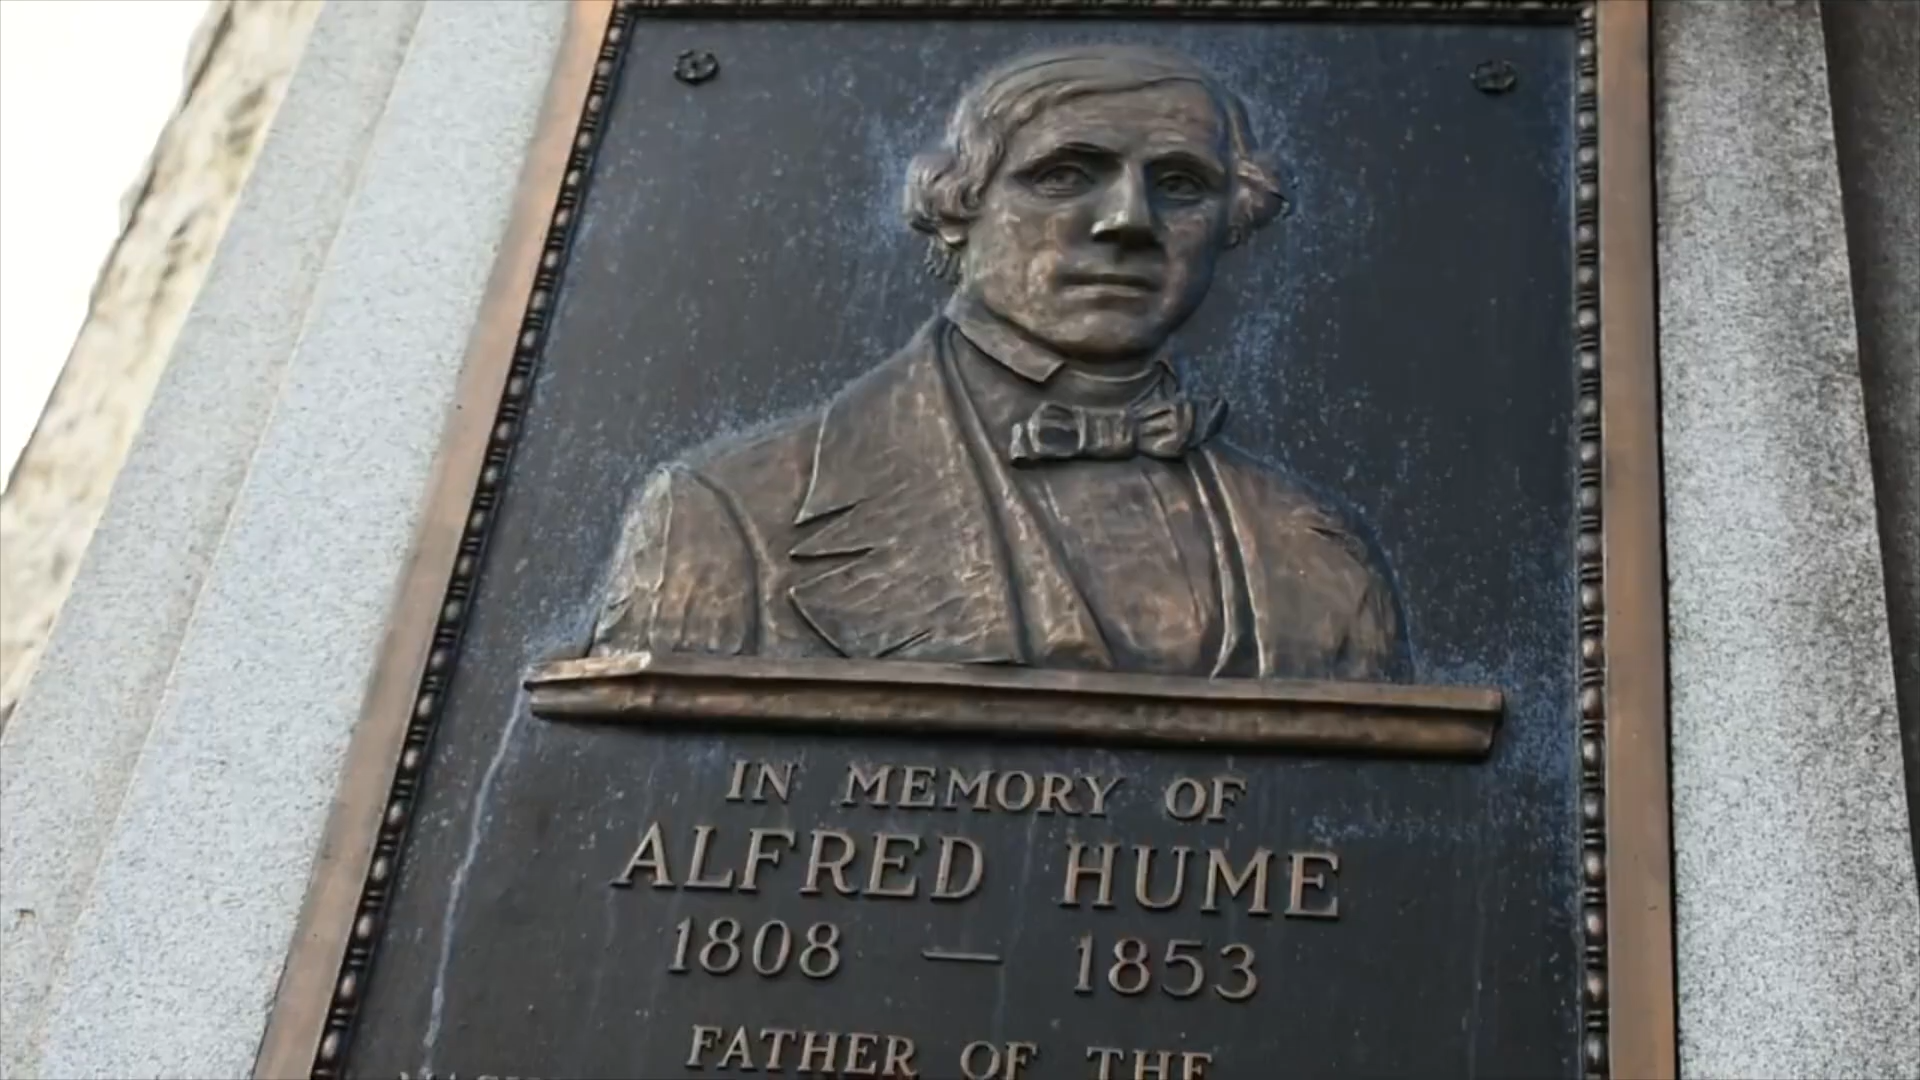 IN MEMORY OF
ALFRED HUME
1808 — 1853
FATHER OF THE